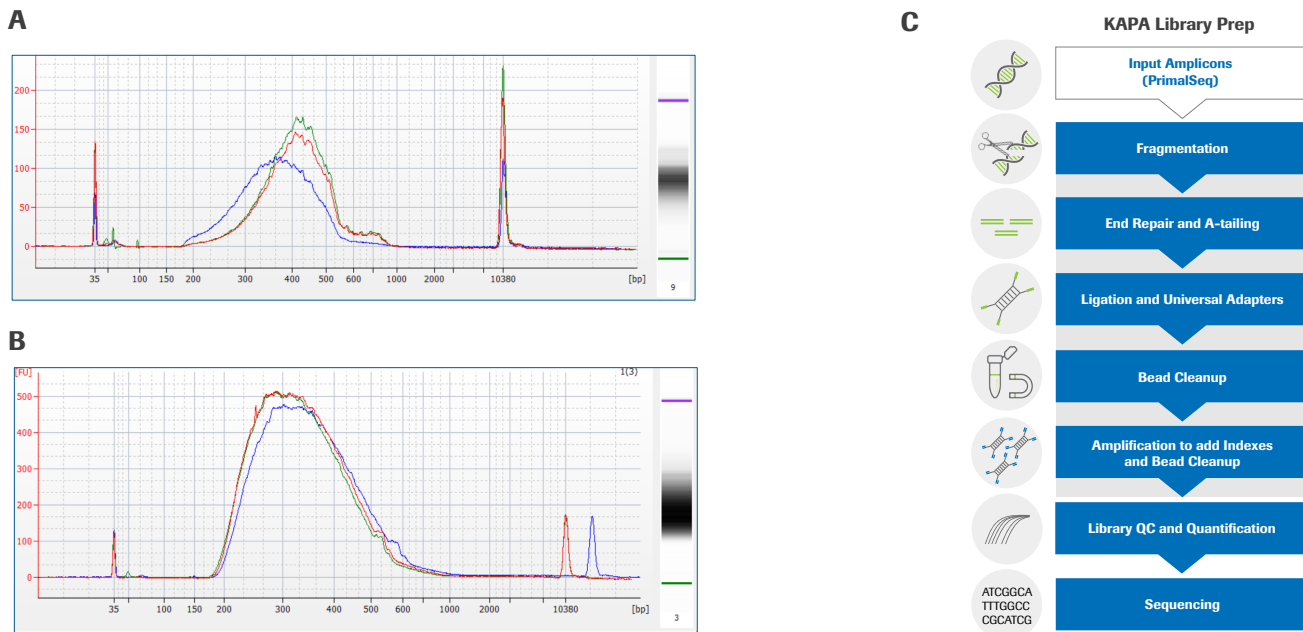 A
200
150
100
50
0
35
100
150
200
300
400
500
600
1000
2000
10380
[bp]
9
B
[FU]
1(3)
500
400
300
200
100
0
35
100
150
200
300
400
500
600
1000
2000
10380
[bp]
3
C
KAPA Library Prep
Input Amplicons
(PrimalSeq)
Fragmentation
End Repair and A-tailing
Ligation and Universal Adapters
Bead Cleanup
Amplification to add Indexes
and Bead Cleanup
Library QC and Quantification
ATCGGCA
TTTGGCC
CGCATCG
Sequencing